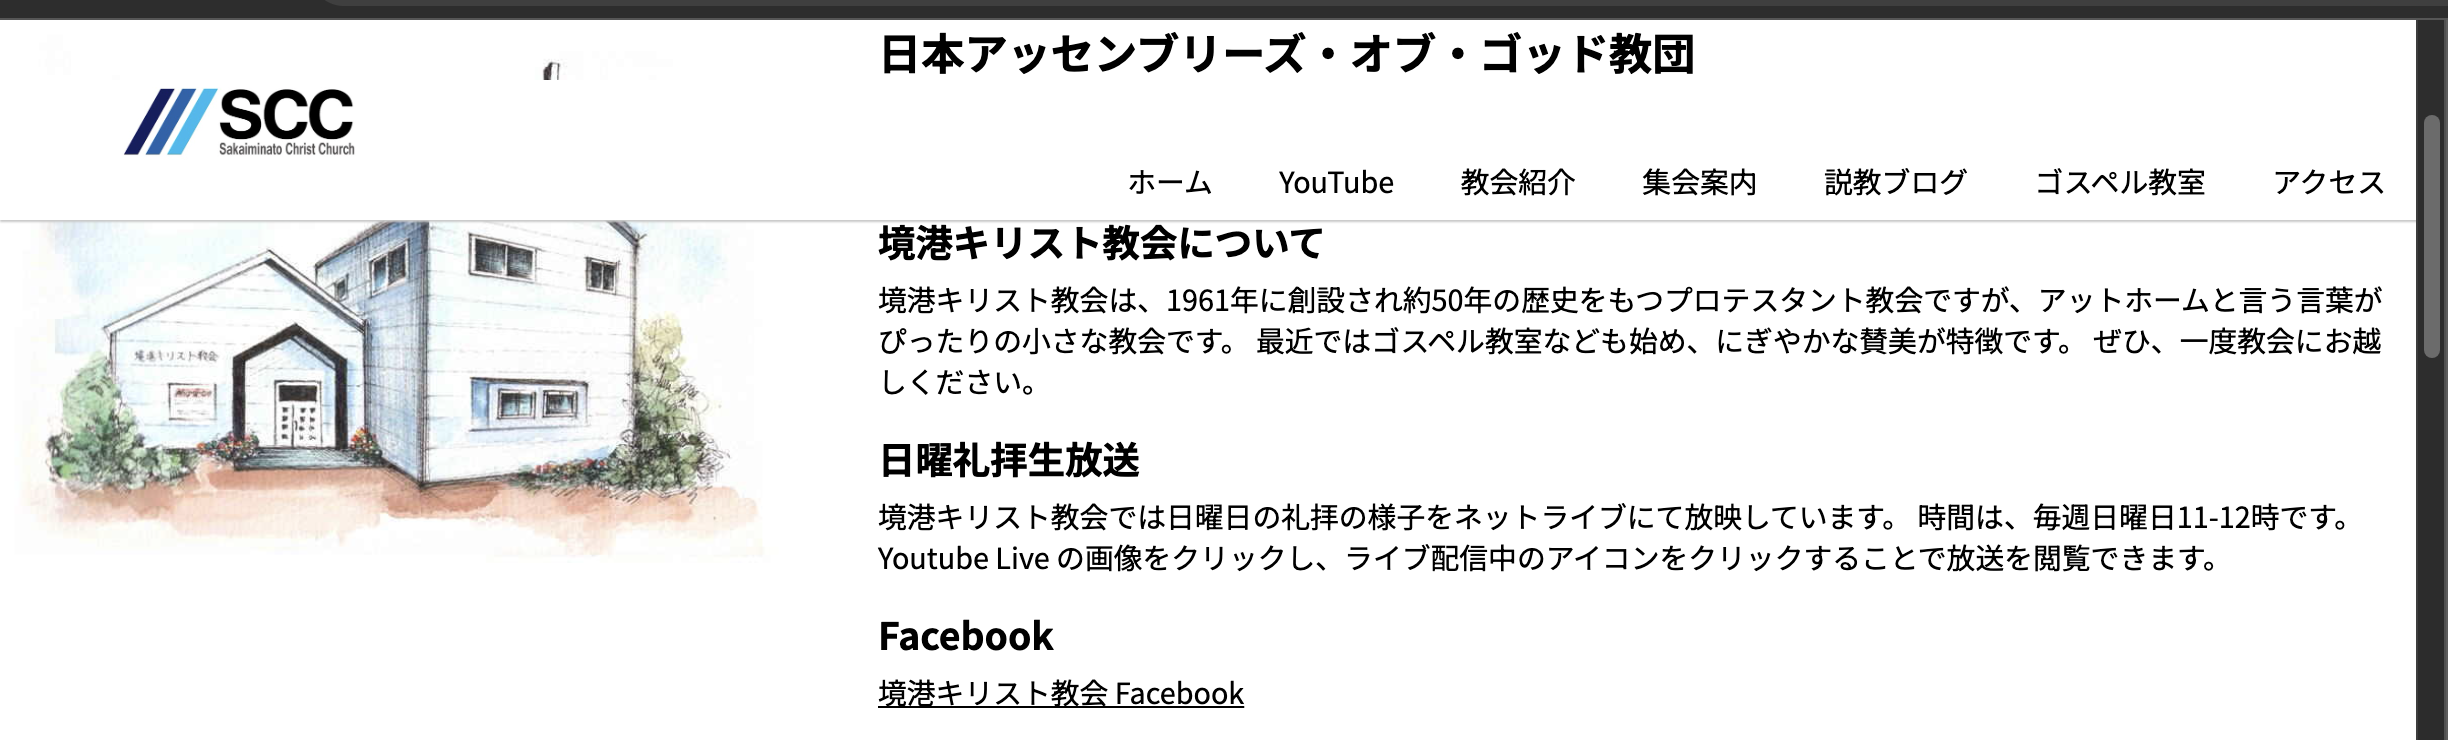 日本アッセンブリーズ・オブ・ゴッド教団
SCC
Sakaiminato Christ Church
ホーム YouTube 教会紹介 集会案内 説教ブログ ゴスペル教室 アクセス
境港キリスト教会
境港キリスト教会について
境港キリスト教会は、1961年に創設され約50年の歴史をもつプロテスタント教会ですが、アットホームと言う言葉が
ぴったりの小さな教会です。 最近ではゴスペル教室なども始め、にぎやかな賛美が特徴です。 ぜひ、一度教会にお越
しください。
日曜礼拝生放送
境港キリスト教会では日曜日の礼拝の様子をネットライブにて放映しています。 時間は、毎週日曜日11-12時です。
Youtube Live の画像をクリックし、ライブ配信中のアイコンをクリックすることで放送を閲覧できます。
Facebook
境港キリスト教会 Facebook